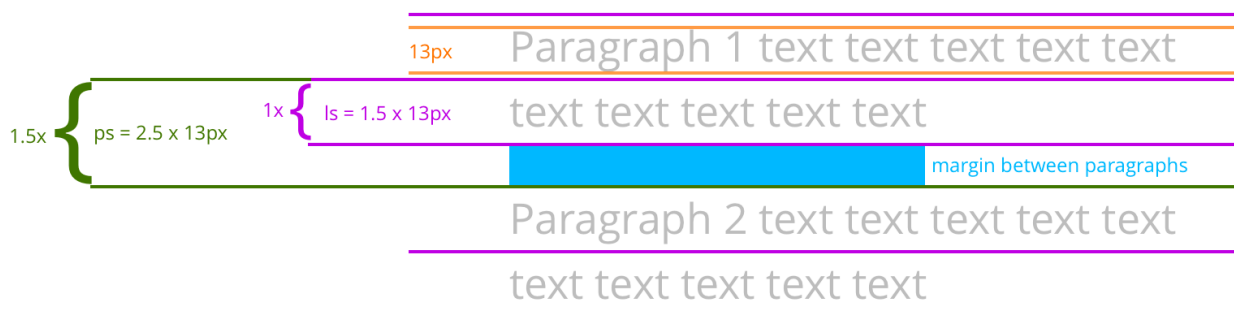 Paragraph 1 text text text text text
13px
text text text text text
1x
ls = 1.5 x 13px
1.5x
ps = 2.5 x 13px
margin between paragraphs
Paragraph 2 text text text text text
text text text text text